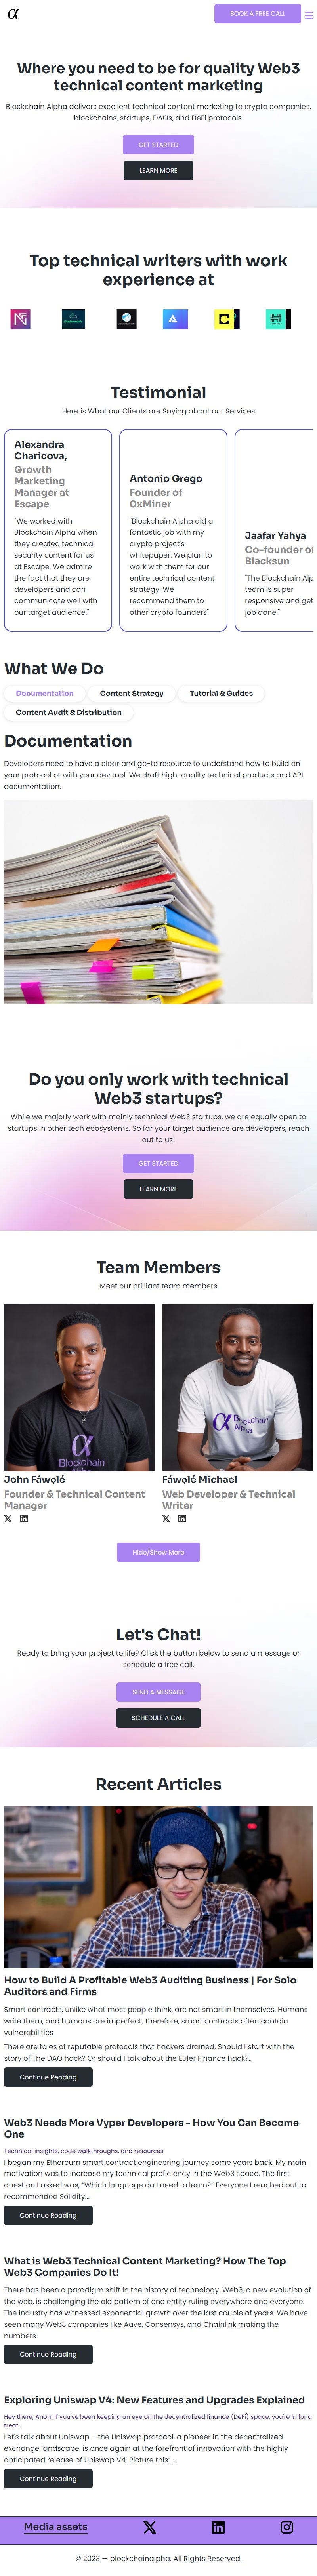 α
BOOK A FREE CALL
Where you need to be for quality Web3
technical content marketing
Blockchain Alpha delivers excellent technical content marketing to crypto companies,
blockchains, startups, DAOs, and DeFi protocols.
GET STARTED
LEARN MORE
Top technical writers with work
experience at
Testimonial
Here is What our Clients are Saying about our Services
Alexandra
Charicova,
Growth
Marketing
Manager at
Escape
"We worked with
Blockchain Alpha when
they created technical
security content for us
at Escape. We admire
the fact that they are
developers and can
communicate well with
our target audience."
Antonio Grego
Founder of
0xMiner
"Blockchain Alpha did a
fantastic job with my
crypto project's
whitepaper. We plan to
work with them for our
entire technical content
strategy. We
recommend them to
other crypto founders"
Jaafar Yahya
Co-founder of
Blacksun
"The Blockchain Alp
team is super
responsive and get
job done."
What We Do
Documentation
Content Strategy
Tutorial & Guides
Content Audit & Distribution
Documentation
Developers need to have a clear and go-to resource to understand how to build on
your protocol or with your dev tool. We draft high-quality technical products and API
documentation.
Do you only work with technical
Web3 startups?
While we majorly work with mainly technical Web3 startups, we are equally open to
startups in other tech ecosystems. So far your target audience are developers, reach
out to us!
GET STARTED
LEARN MORE
Team Members
Meet our brilliant team members
α
Blockchain
Alpha
α Blockchain
Alpha
John Fáwọlé
Founder & Technical Content
Manager
Fáwọlé Michael
Web Developer & Technical
Writer
Hide/Show More
Let's Chat!
Ready to bring your project to life? Click the button below to send a message or
schedule a free call.
SEND A MESSAGE
SCHEDULE A CALL
Recent Articles
How to Build A Profitable Web3 Auditing Business | For Solo
Auditors and Firms
Smart contracts, unlike what most people think, are not smart in themselves. Humans
write them, and humans are imperfect; therefore, smart contracts often contain
vulnerabilities
There are tales of reputable protocols that hackers drained. Should I start with the
story of The DAO hack? Or should I talk about the Euler Finance hack?..
Continue Reading
Web3 Needs More Vyper Developers - How You Can Become
One
Technical insights, code walkthroughs, and resources
I began my Ethereum smart contract engineering journey some years back. My main
motivation was to increase my technical proficiency in the Web3 space. The first
question I asked was, “Which language do I need to learn?” Everyone I reached out to
recommended Solidity...
Continue Reading
What is Web3 Technical Content Marketing? How The Top
Web3 Companies Do It!
There has been a paradigm shift in the history of technology. Web3, a new evolution of
the web, is challenging the old pattern of one entity ruling everywhere and everyone.
The industry has witnessed exponential growth over the last couple of years. We have
seen many Web3 companies like Aave, Consensys, and Chainlink making the
numbers.
Continue Reading
Exploring Uniswap V4: New Features and Upgrades Explained
Hey there, Anon! If you've been keeping an eye on the decentralized finance (DeFi) space, you're in for a
treat.
Let's talk about Uniswap – the Uniswap protocol, a pioneer in the decentralized
exchange landscape, is once again at the forefront of innovation with the highly
anticipated release of Uniswap V4. Picture this: ...
Continue Reading
Media assets
© 2023 — blockchainalpha. All Rights Reserved.